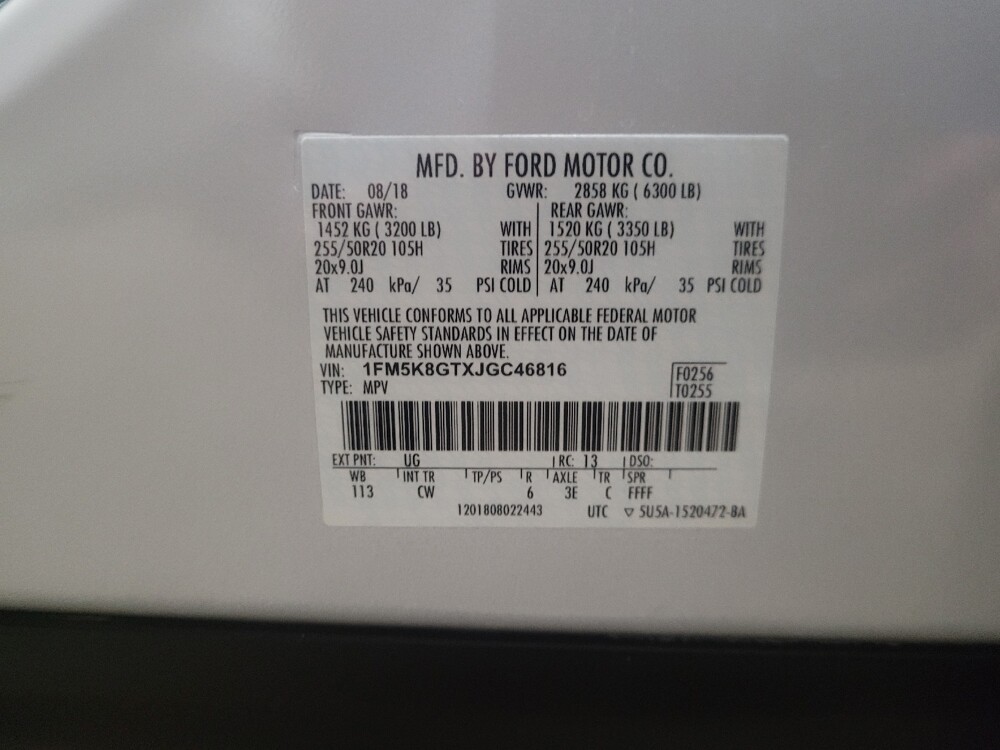 MFD. BY FORD MOTOR CO.
DATE: 08/18 GVWR: 2858 KG ( 6300 LB)
FRONT GAWR: REAR GAWR:
1452 KG ( 3200 LB) WITH 1520 KG ( 3350 LB) WITH
255/50R20 105H TIRES 255/50R20 105H TIRES
20x9.0J RIMS 20x9.0J RIMS
AT 240 kPa/ 35 PSI COLD AT 240 kPa/ 35 PSI COLD
THIS VEHICLE CONFORMS TO ALL APPLICABLE FEDERAL MOTOR
VEHICLE SAFETY STANDARDS IN EFFECT ON THE DATE OF
MANUFACTURE SHOWN ABOVE.
VIN: 1FM5K8GTXJGC46816
F0256
TYPE: MPV
T0255
EXT PNT: UG RC: 13 DSO:
WB INT TR TP/PS R AXLE TR SPR
113 CW 6 3E C FFFF
1201808022443 UTC ▽ 5U5A-1520472-BA